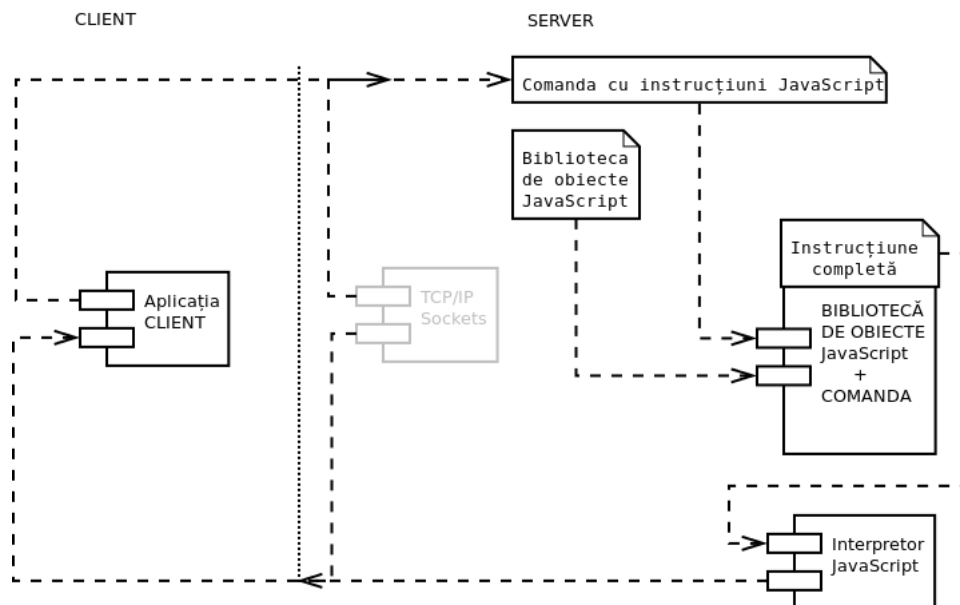 CLIENT
SERVER
Comanda cu instrucțiuni JavaScript
Biblioteca
de obiecte
JavaScript
Instrucțiune
completă
Aplicația
CLIENT
TCP/IP
Sockets
BIBLIOTECĂ
DE OBIECTE
JavaScript
+
COMANDA
Interpretor
JavaScript